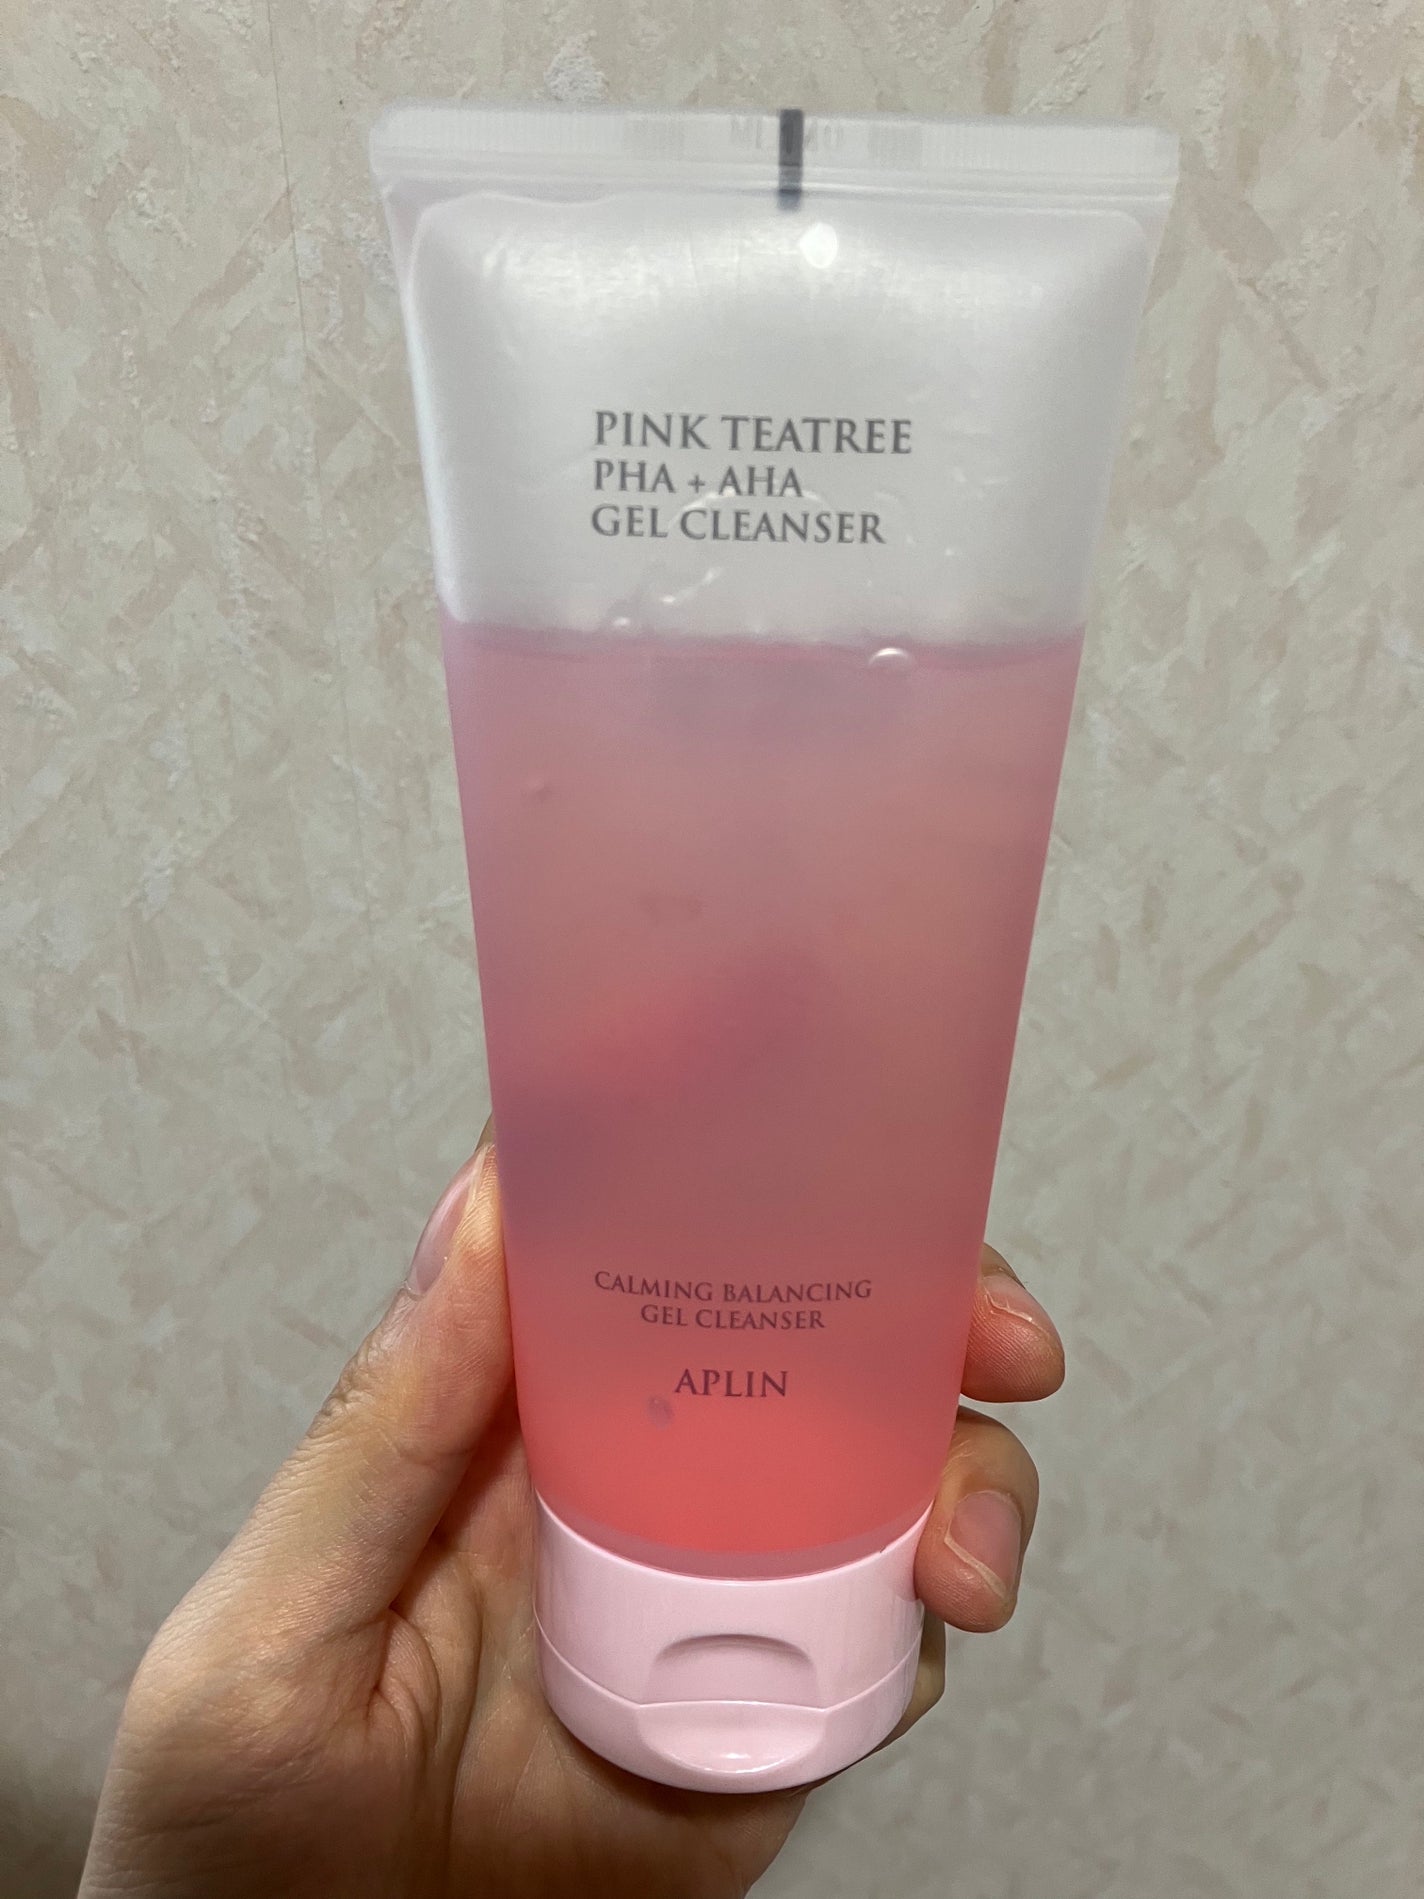 PINK TEATREE
PHA + AHA
GEL CLEANSER
CALMING BALANCING
GEL CLEANSER
APLIN